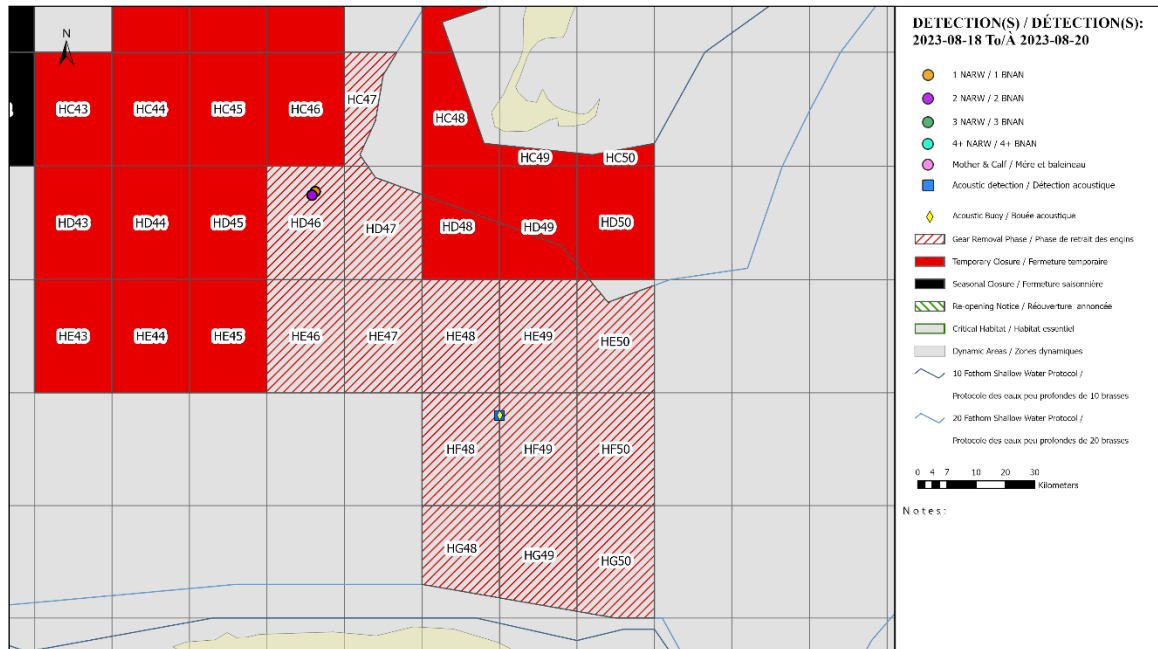 N
HC43 HC44 HC45 HC46 HC47 HC48
HC49 HC50
HD43 HD44 HD45 HD46 HD47 HD48 HD49 HD50
HE43 HE44 HE45 HE46 HE47 HE48 HE49 HE50
HF48 HF49 HF50
HG48 HG49 HG50
DETECTION(S) / DÉTECTION(S):
2023-08-18 To/À 2023-08-20
1 NARW / 1 BNAN
2 NARW / 2 BNAN
3 NARW / 3 BNAN
4+ NARW / 4+ BNAN
Mother & Calf / Mére et baleineau
Acoustic detection / Détection acoustique
Acoustic Buoy / Bouée acoustique
Gear Removal Phase / Phase de retrait des engins
Temporary Closure / Fermeture temporaire
Seasonal Closure / Fermeture saisonnière
Re-opening Notice / Réouverture annoncée
Critical Habitat / Habitat essentiel
Dynamic Areas / Zones dynamiques
10 Fathom Shallow Water Protocol /
Protocole des eaux peu profondes de 10 brasses
20 Fathom Shallow Water Protocol /
Protocole des eaux peu profondes de 20 brasses
0 4 7 10 20 30
Kilometers
Notes: